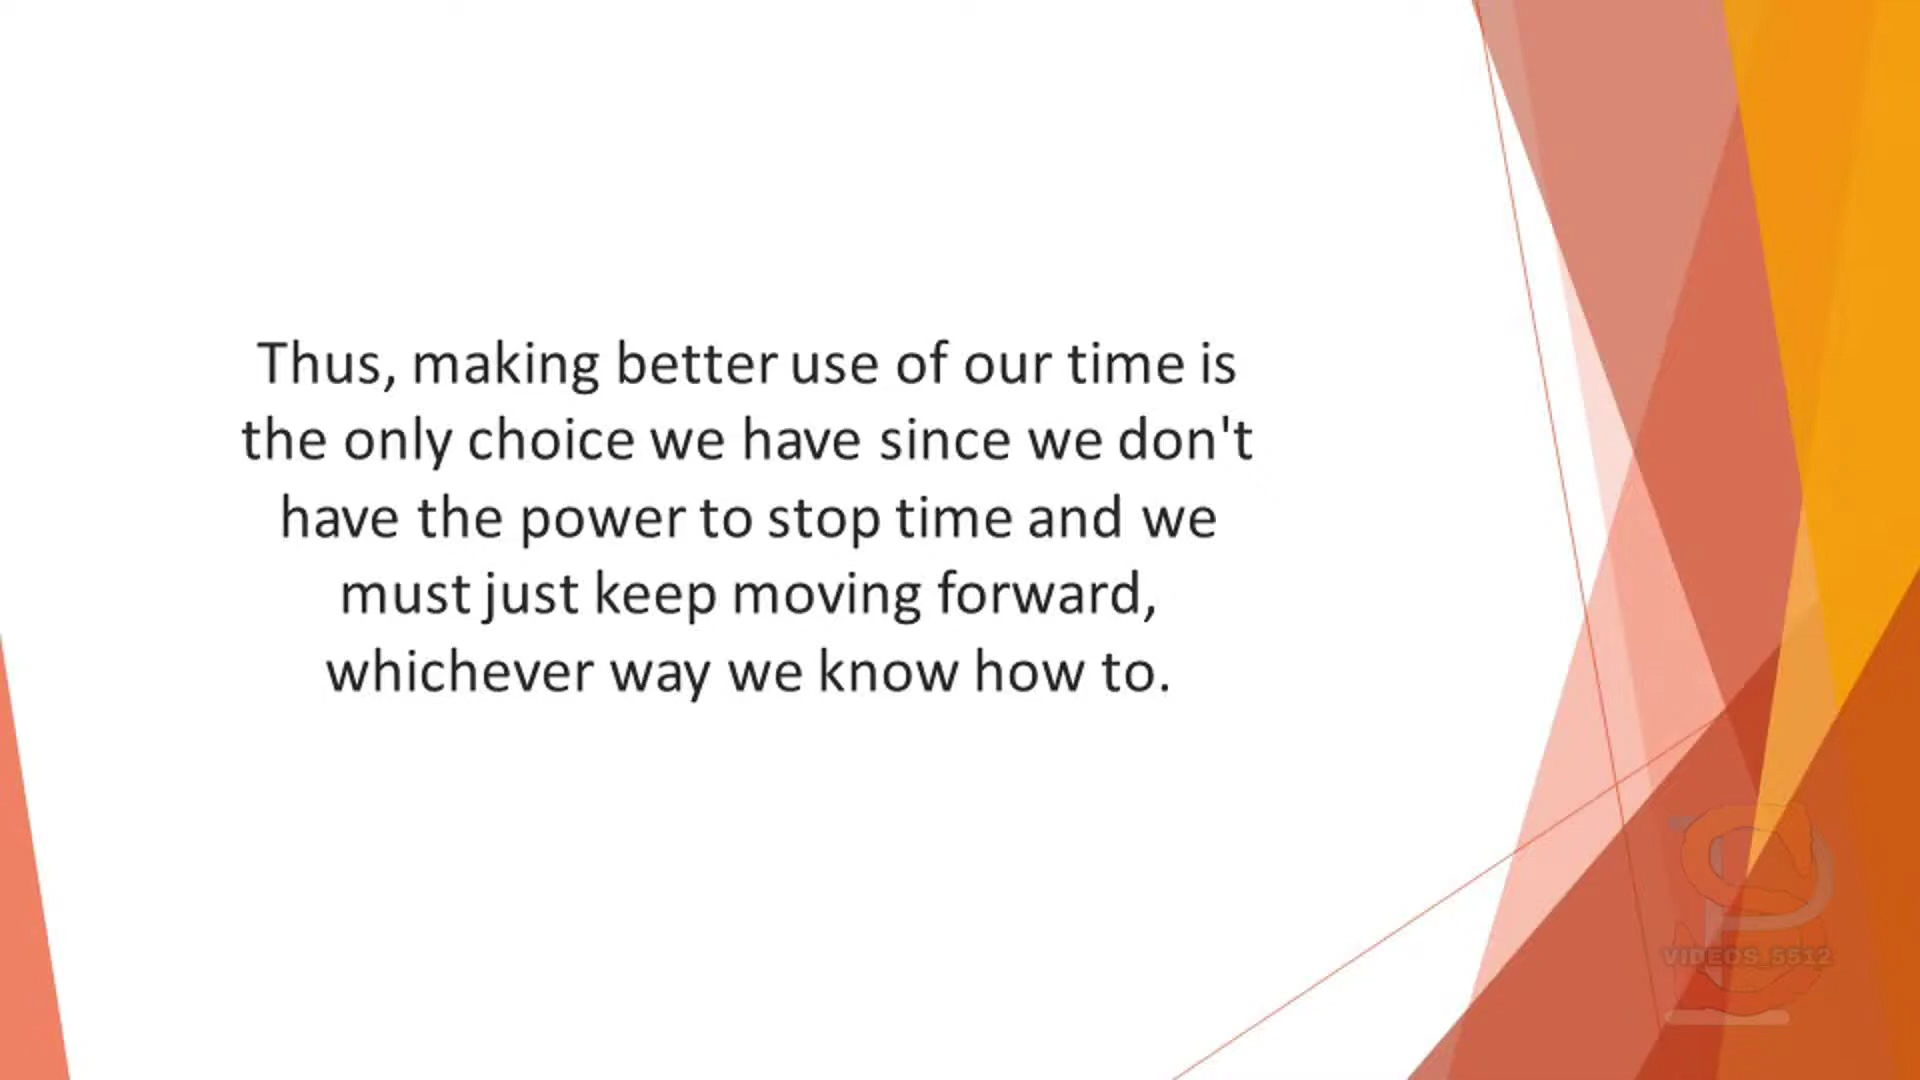 Thus, making better use of our time is
the only choice we have since we don't
have the power to stop time and we
must just keep moving forward,
whichever way we know how to.
VIDEOS_5512